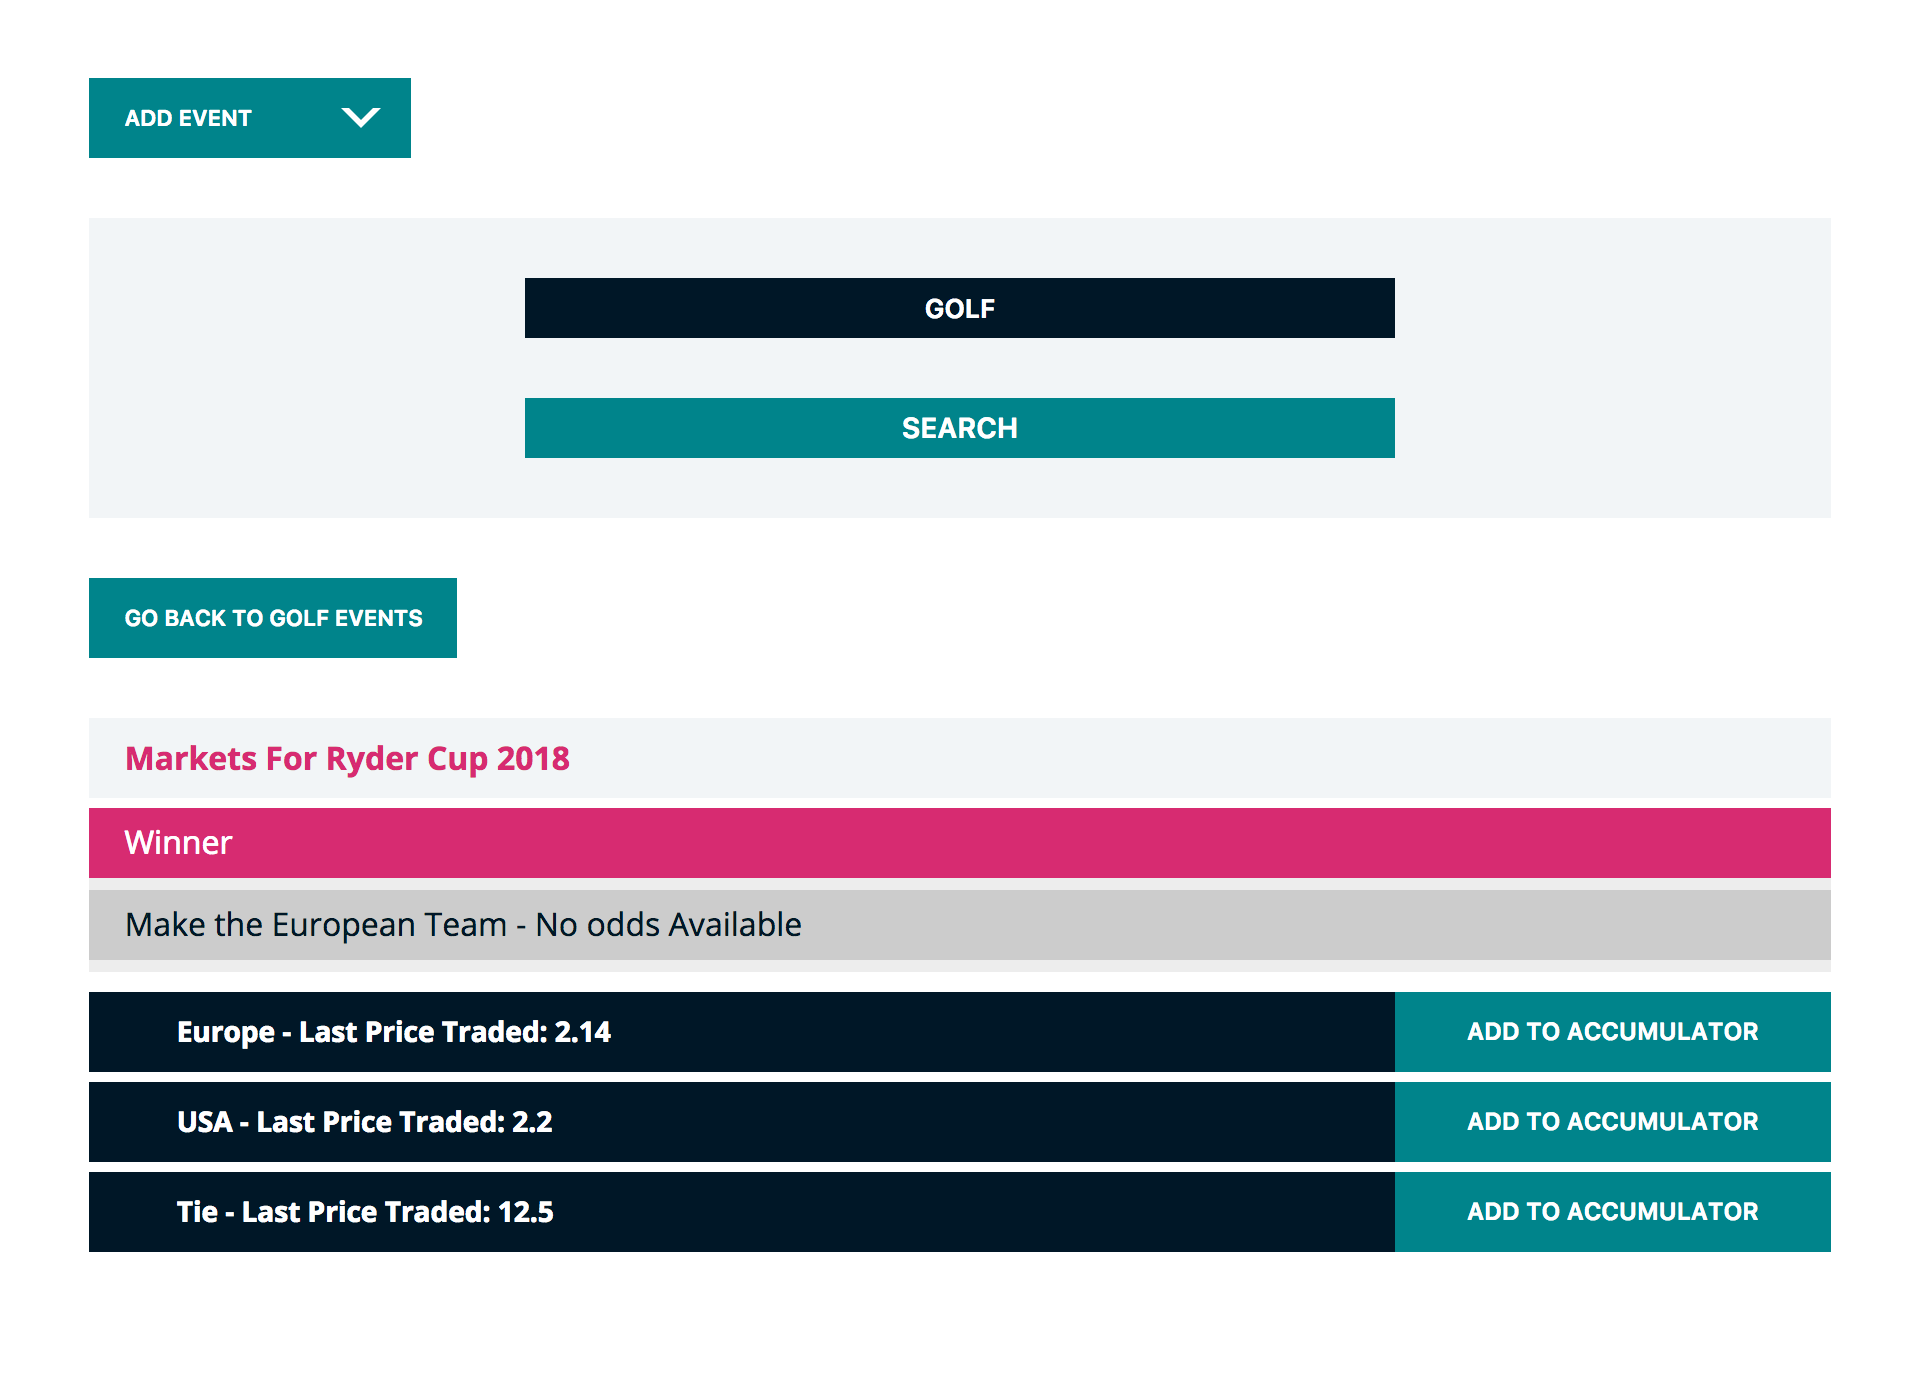 ADD EVENT
GOLF
SEARCH
GO BACK TO GOLF EVENTS
Markets For Ryder Cup 2018
Winner
Make the European Team - No odds Available
Europe - Last Price Traded: 2.14 ADD TO ACCUMULATOR
USA - Last Price Traded: 2.2 ADD TO ACCUMULATOR
Tie - Last Price Traded: 12.5 ADD TO ACCUMULATOR